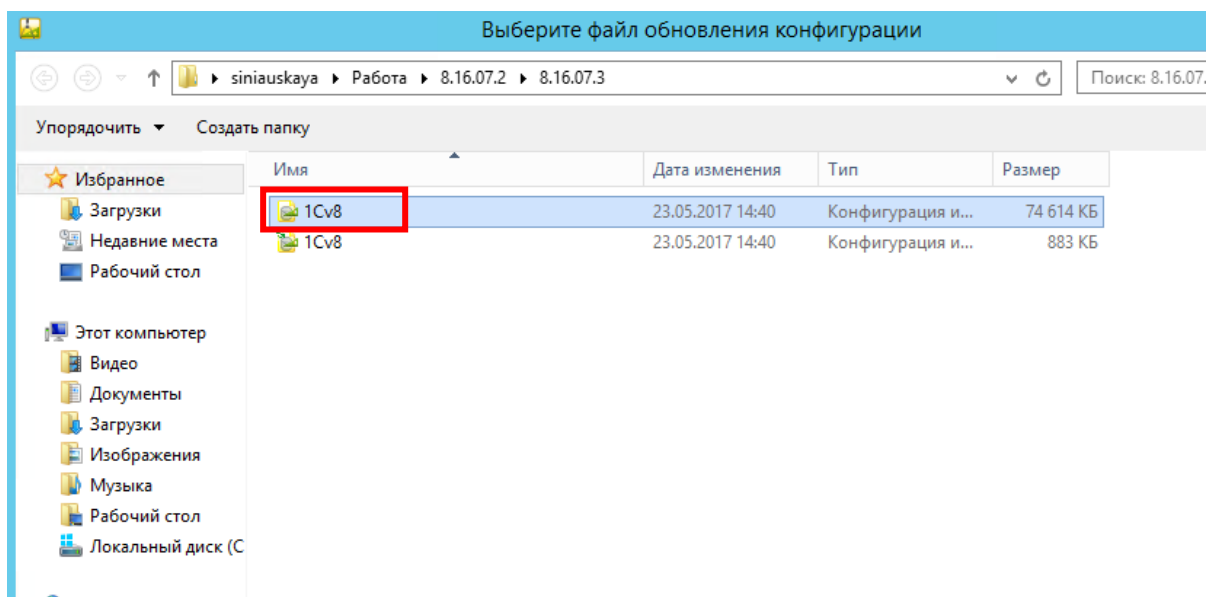 Выберите файл обновления конфигурации
siniauskaya Работа 8.16.07.2 8.16.07.3 Поиск: 8.16.07.
Упорядочить Создать папку
Имя Дата изменения Тип Размер
1Cv8 23.05.2017 14:40 Конфигурация и... 74 614 КБ
1Cv8 23.05.2017 14:40 Конфигурация и... 883 КБ
Избранное
Загрузки
Недавние места
Рабочий стол
Этот компьютер
Видео
Документы
Загрузки
Изображения
Музыка
Рабочий стол
Локальный диск (C